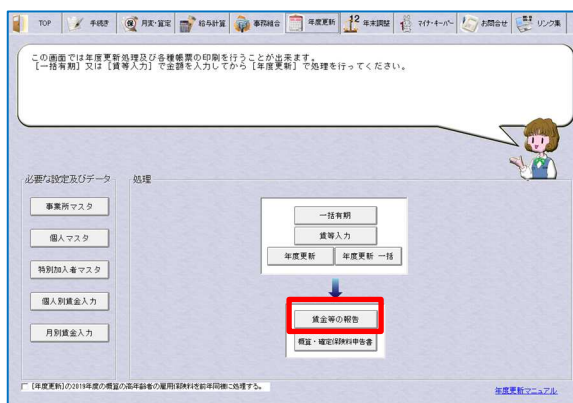 TOP 手続き 月変・算定 給与計算 事務組合 年度更新 12 年末調整 マイナンバー お問合せ リンク集
この画面では年度更新処理及び各種帳票の印刷を行うことが出来ます。
[一括有期]又は[賃等入力]で金額を入力してから[年度更新]で処理を行ってください。
必要な設定及びデータ
処理
事業所マスタ
個人マスタ
特別加入者マスタ
個人別賃金入力
月別賃金入力
一括有期
賃等入力
年度更新 年度更新 一括
賃金等の報告
概算・確定保険料申告書
[年度更新]の2019年度の概算の高年齢者の雇用保険料を前年同様に処理する。
年度更新マニュアル